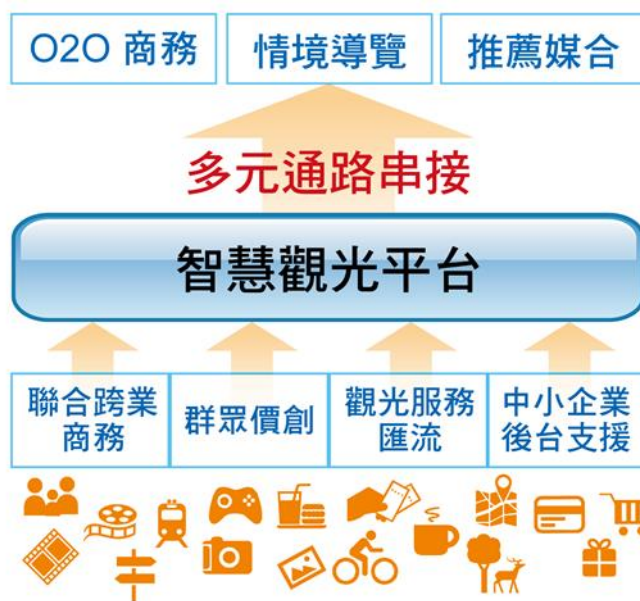 O2O 商務
情境導覽
推薦媒合
多元通路串接
智慧觀光平台
聯合跨業
商務
群眾價創
觀光服務
匯流
中小企業
後台支援